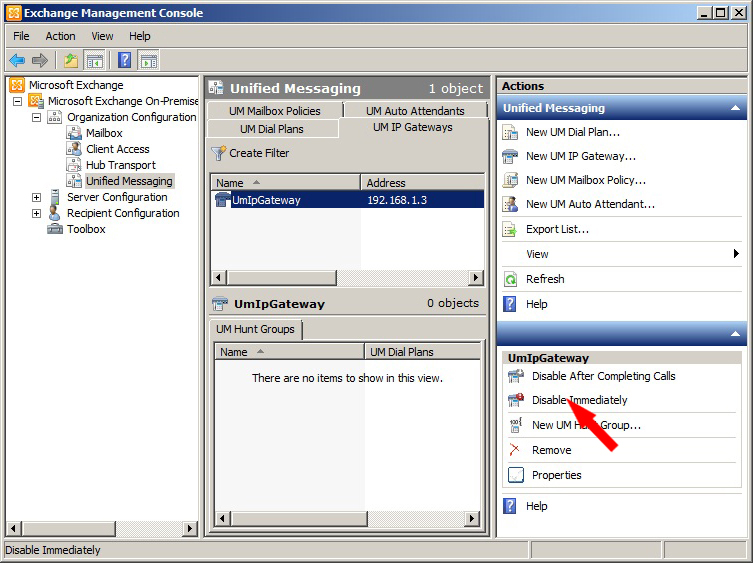 Exchange Management Console
File Action View Help
Microsoft Exchange
Microsoft Exchange On-Premise
Organization Configuration
Mailbox
Client Access
Hub Transport
Unified Messaging
Server Configuration
Recipient Configuration
Toolbox
Unified Messaging 1 object
UM Mailbox Policies UM Auto Attendants
UM Dial Plans UM IP Gateways
Create Filter
Name Address
UmIpGateway 192.168.1.3
UmIpGateway 0 objects
UM Hunt Groups
Name UM Dial Plans
There are no items to show in this view.
Actions
Unified Messaging
New UM Dial Plan...
New UM IP Gateway...
New UM Mailbox Policy...
New UM Auto Attendant...
Export List...
View
Refresh
Help
UmIpGateway
Disable After Completing Calls
Disable Immediately
New UM Hunt Group...
Remove
Properties
Help
Disable Immediately